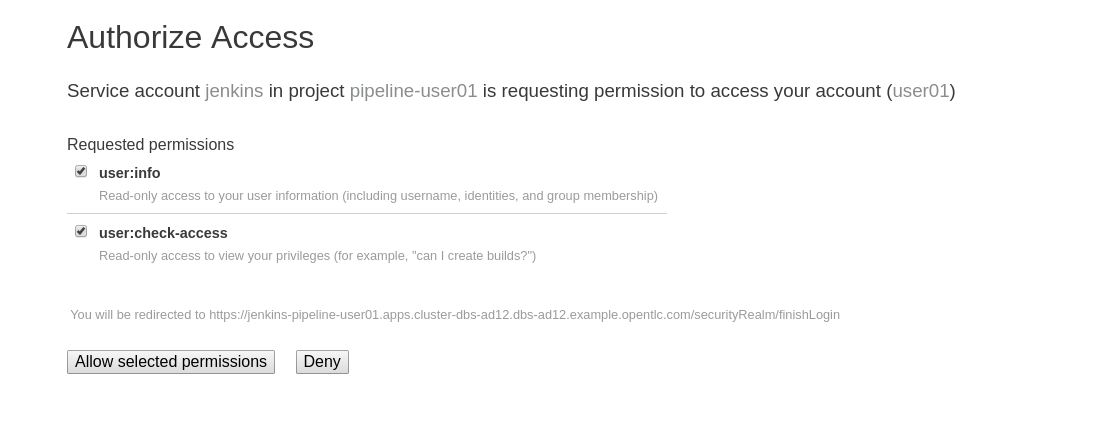 Authorize Access
Service account jenkins in project pipeline-user01 is requesting permission to access your account (user01)
Requested permissions
user:info
Read-only access to your user information (including username, identities, and group membership)
user:check-access
Read-only access to view your privileges (for example, "can I create builds?")
You will be redirected to https://jenkins-pipeline-user01.apps.cluster-dbs-ad12.dbs-ad12.example.opentlc.com/securityRealm/finishLogin
Allow selected permissions Deny